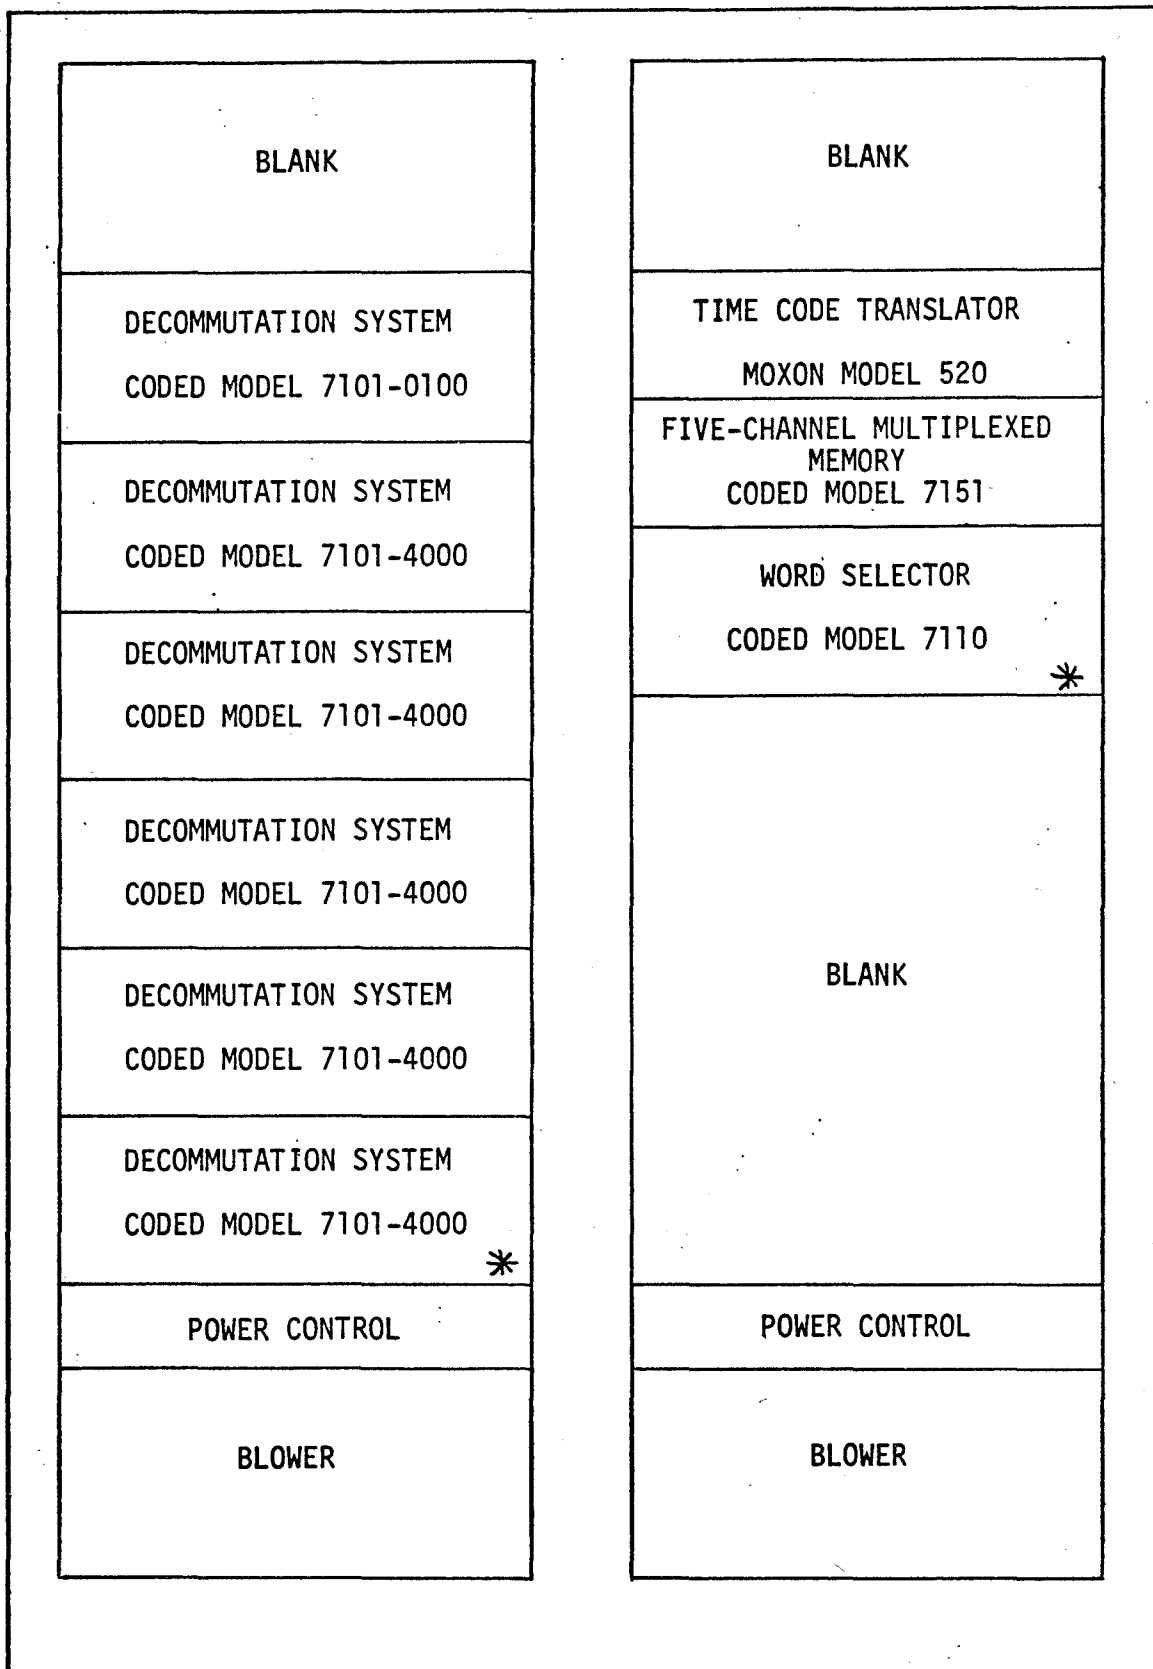 BLANK
DECOMMUTATION SYSTEM
CODED MODEL 7101-0100
DECOMMUTATION SYSTEM
CODED MODEL 7101-4000
DECOMMUTATION SYSTEM
CODED MODEL 7101-4000
DECOMMUTATION SYSTEM
CODED MODEL 7101-4000
DECOMMUTATION SYSTEM
CODED MODEL 7101-4000
DECOMMUTATION SYSTEM
CODED MODEL 7101-4000
*
POWER CONTROL
BLOWER
BLANK
TIME CODE TRANSLATOR
MOXON MODEL 520
FIVE-CHANNEL MULTIPLEXED
MEMORY
CODED MODEL 7151
WORD SELECTOR
CODED MODEL 7110
*
BLANK
POWER CONTROL
BLOWER